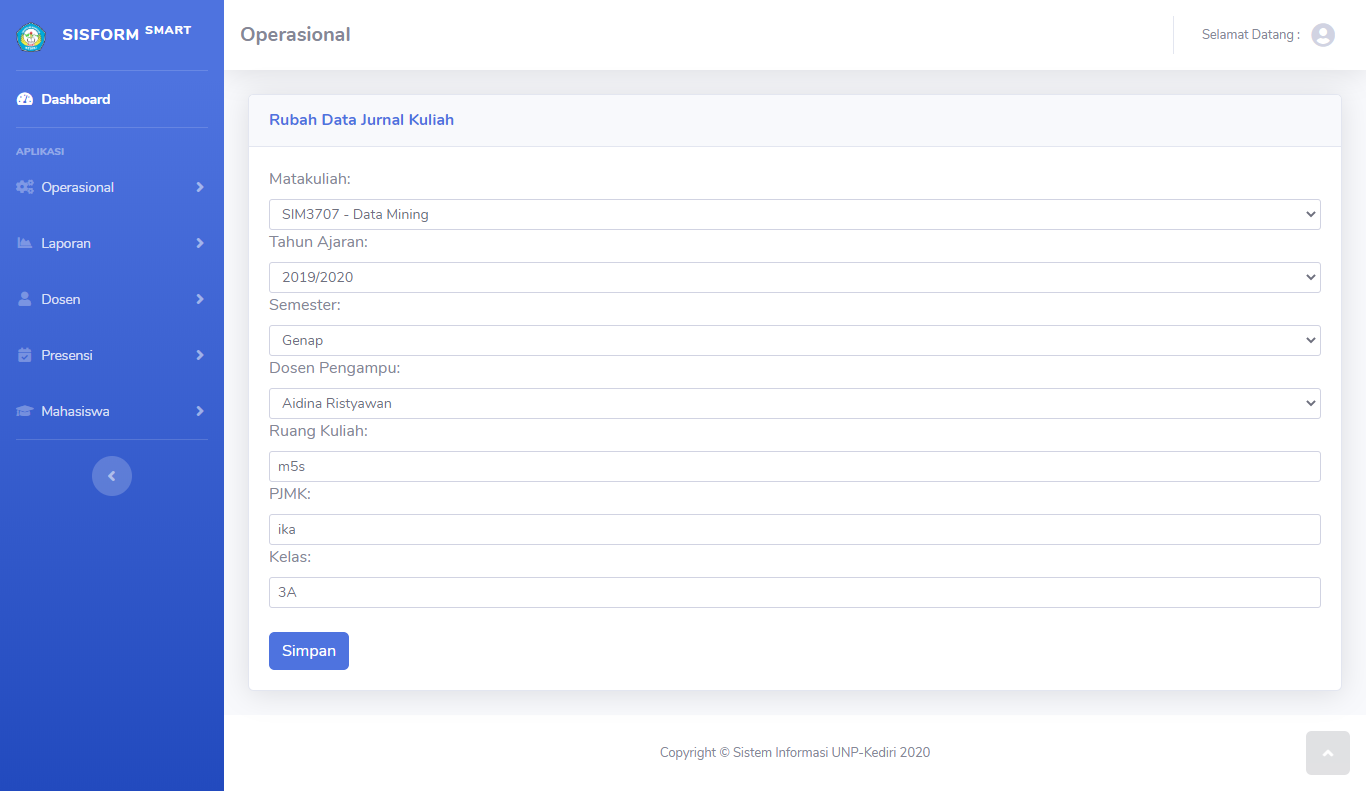 SISFORM SMART
Operasional
Selamat Datang :
Dashboard
APLIKASI
Operasional
Laporan
Dosen
Presensi
Mahasiswa
Rubah Data Jurnal Kuliah
Matakuliah:
SIM3707 - Data Mining
Tahun Ajaran:
2019/2020
Semester:
Genap
Dosen Pengampu:
Aidina Ristyawan
Ruang Kuliah:
m5s
PJMK:
ika
Kelas:
3A
Simpan
Copyright © Sistem Informasi UNP-Kediri 2020